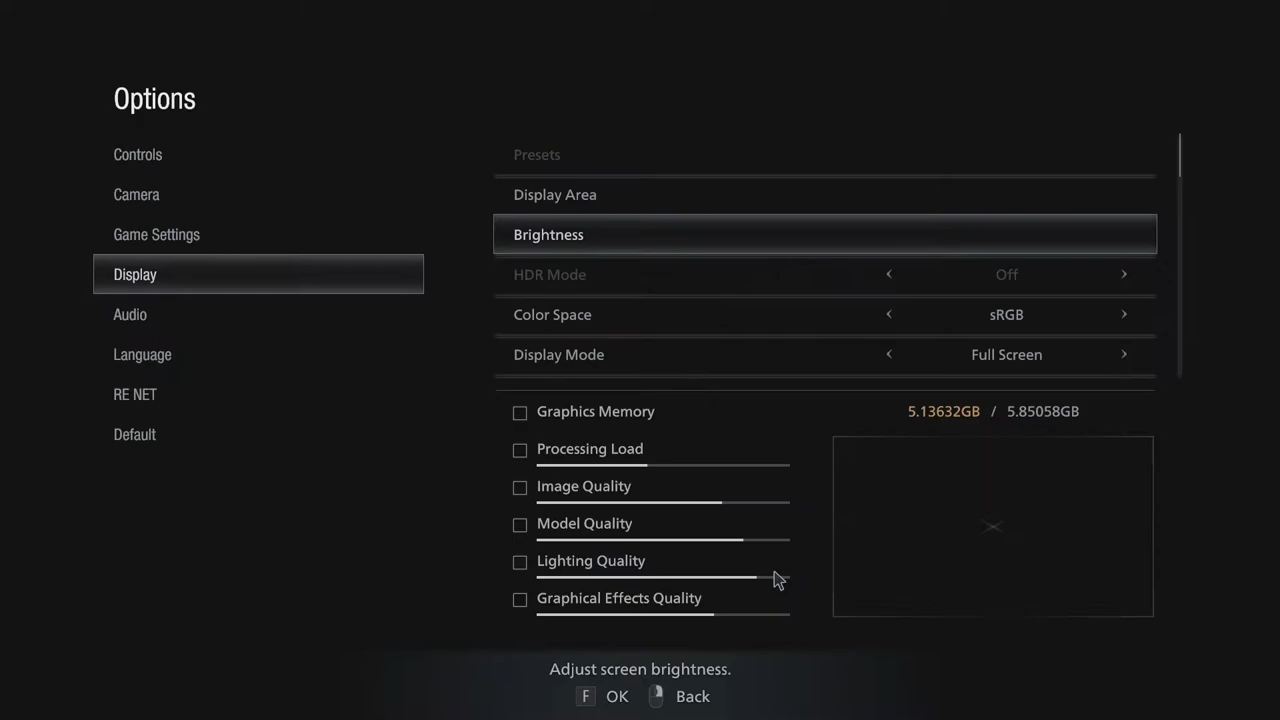 Options
Controls
Camera
Game Settings
Display
Audio
Language
RE NET
Default
Presets
Display Area
Brightness
HDR Mode Off
Color Space sRGB
Display Mode Full Screen
Graphics Memory 5.13632GB / 5.85058GB
Processing Load
Image Quality
Model Quality
Lighting Quality
Graphical Effects Quality
Adjust screen brightness.
F OK Back